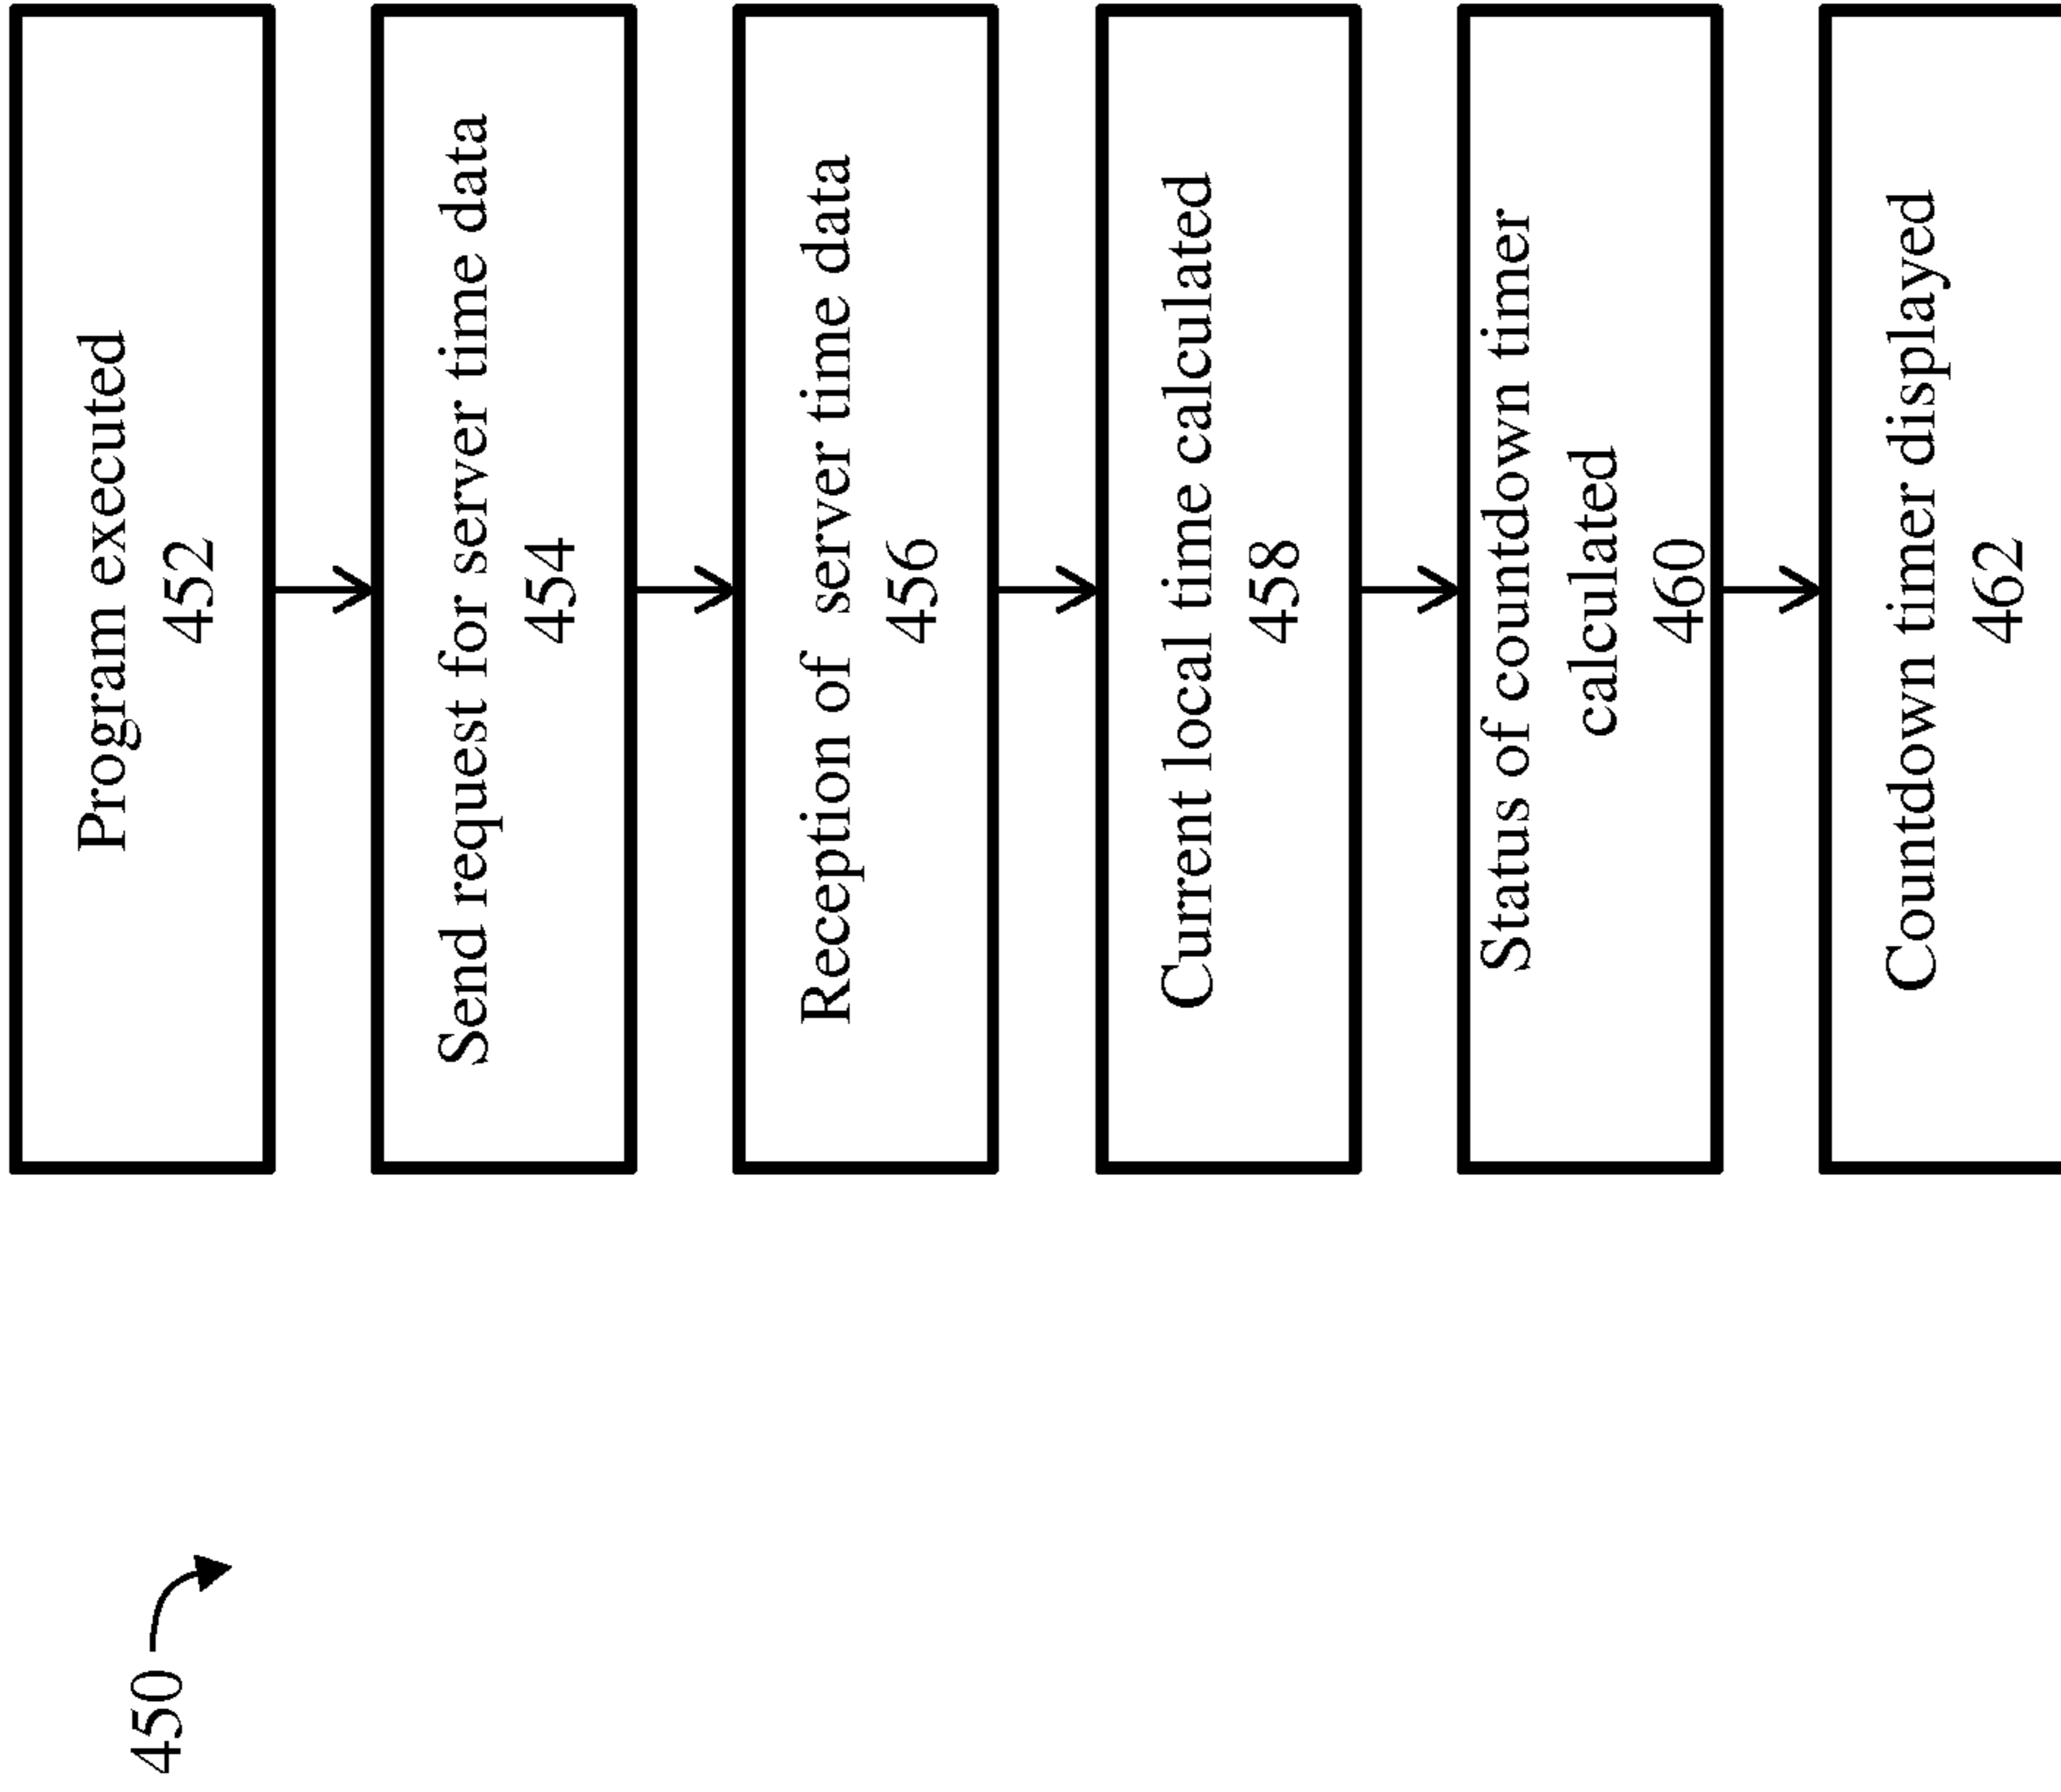 450
Program executed
452
Send request for server time data
454
Reception of server time data
456
Current local time calculated
458
Status of countdown timer
calculated
460
Countdown timer displayed
462